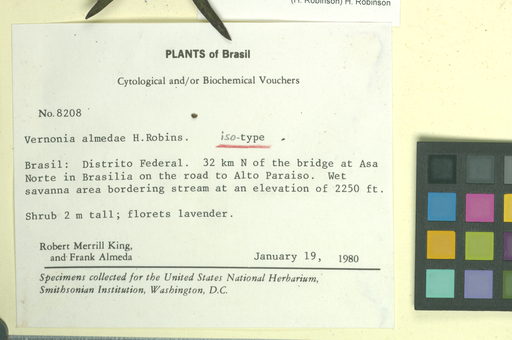 (H. Robinson) H. Robinson
PLANTS of Brasil
Cytological and/or Biochemical Vouchers
No. 8208
Vernonia almedae H.Robins. iso-type
Brasil: Distrito Federal. 32 km N of the bridge at Asa
Norte in Brasilia on the road to Alto Paraiso. Wet
savanna area bordering stream at an elevation of 2250 ft.
Shrub 2 m tall; florets lavender.
Robert Merrill King,
and Frank Almeda January 19, 1980
Specimens collected for the United States National Herbarium,
Smithsonian Institution, Washington, D.C.